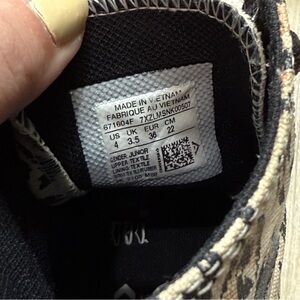 MADE IN VIETNAM
FABRIQUE AU VIETNAM
671604F 7XZLMSNK00507
US UK EUR CM
4 3.5 36 22
GENDER: JUNIOR
UPPER: TEXTILE
LINING: TEXTILE